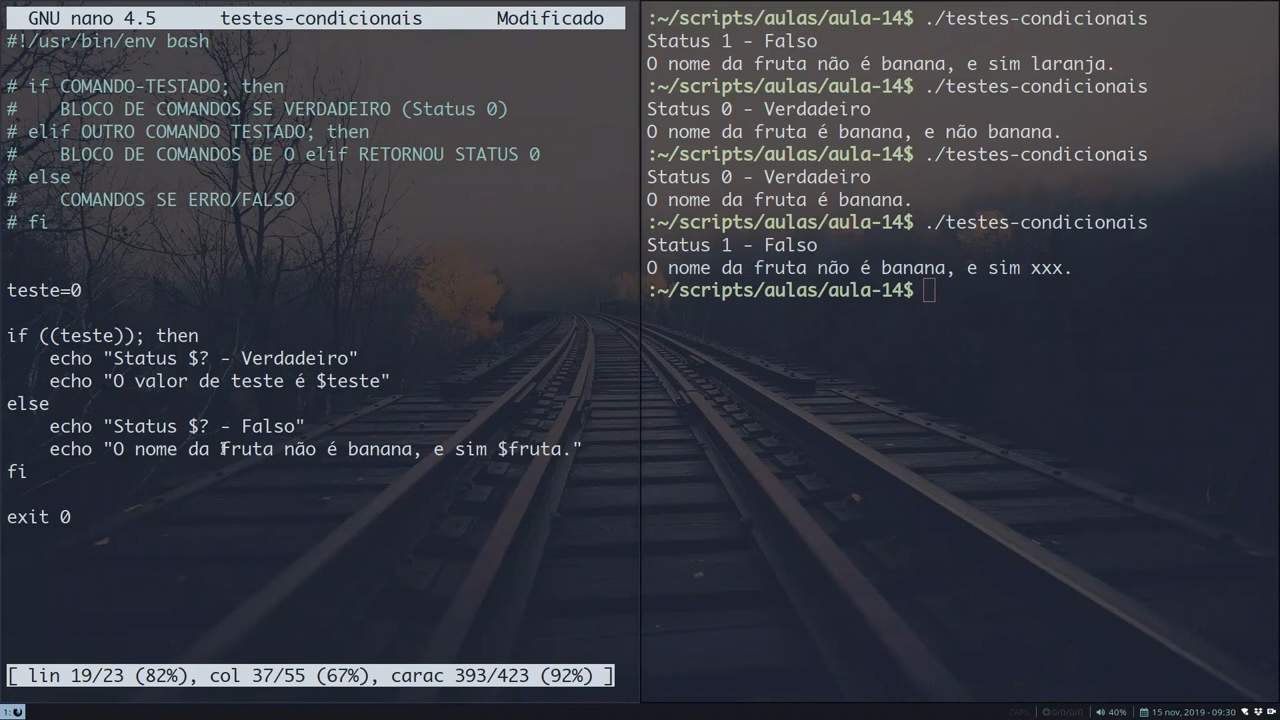 GNU nano 4.5 testes-condicionais Modificado
#!/usr/bin/env bash
# if COMANDO-TESTADO; then
#    BLOCO DE COMANDOS SE VERDADEIRO (Status 0)
# elif OUTRO COMANDO TESTADO; then
#    BLOCO DE COMANDOS DE O elif RETORNOU STATUS 0
# else
#    COMANDOS SE ERRO/FALSO
# fi
teste=0
if ((teste)); then
    echo "Status $? - Verdadeiro"
    echo "O valor de teste é $teste"
else
    echo "Status $? - Falso"
    echo "O nome da fruta não é banana, e sim $fruta."
fi
exit 0
[ lin 19/23 (82%), col 37/55 (67%), carac 393/423 (92%) ]
:~/scripts/aulas/aula-14$ ./testes-condicionais
Status 1 - Falso
O nome da fruta não é banana, e sim laranja.
:~/scripts/aulas/aula-14$ ./testes-condicionais
Status 0 - Verdadeiro
O nome da fruta é banana, e não banana.
:~/scripts/aulas/aula-14$ ./testes-condicionais
Status 0 - Verdadeiro
O nome da fruta é banana.
:~/scripts/aulas/aula-14$ ./testes-condicionais
Status 1 - Falso
O nome da fruta não é banana, e sim xxx.
:~/scripts/aulas/aula-14$
1: CAPS 0/0/0/0 40% 15 nov, 2019 - 09:30